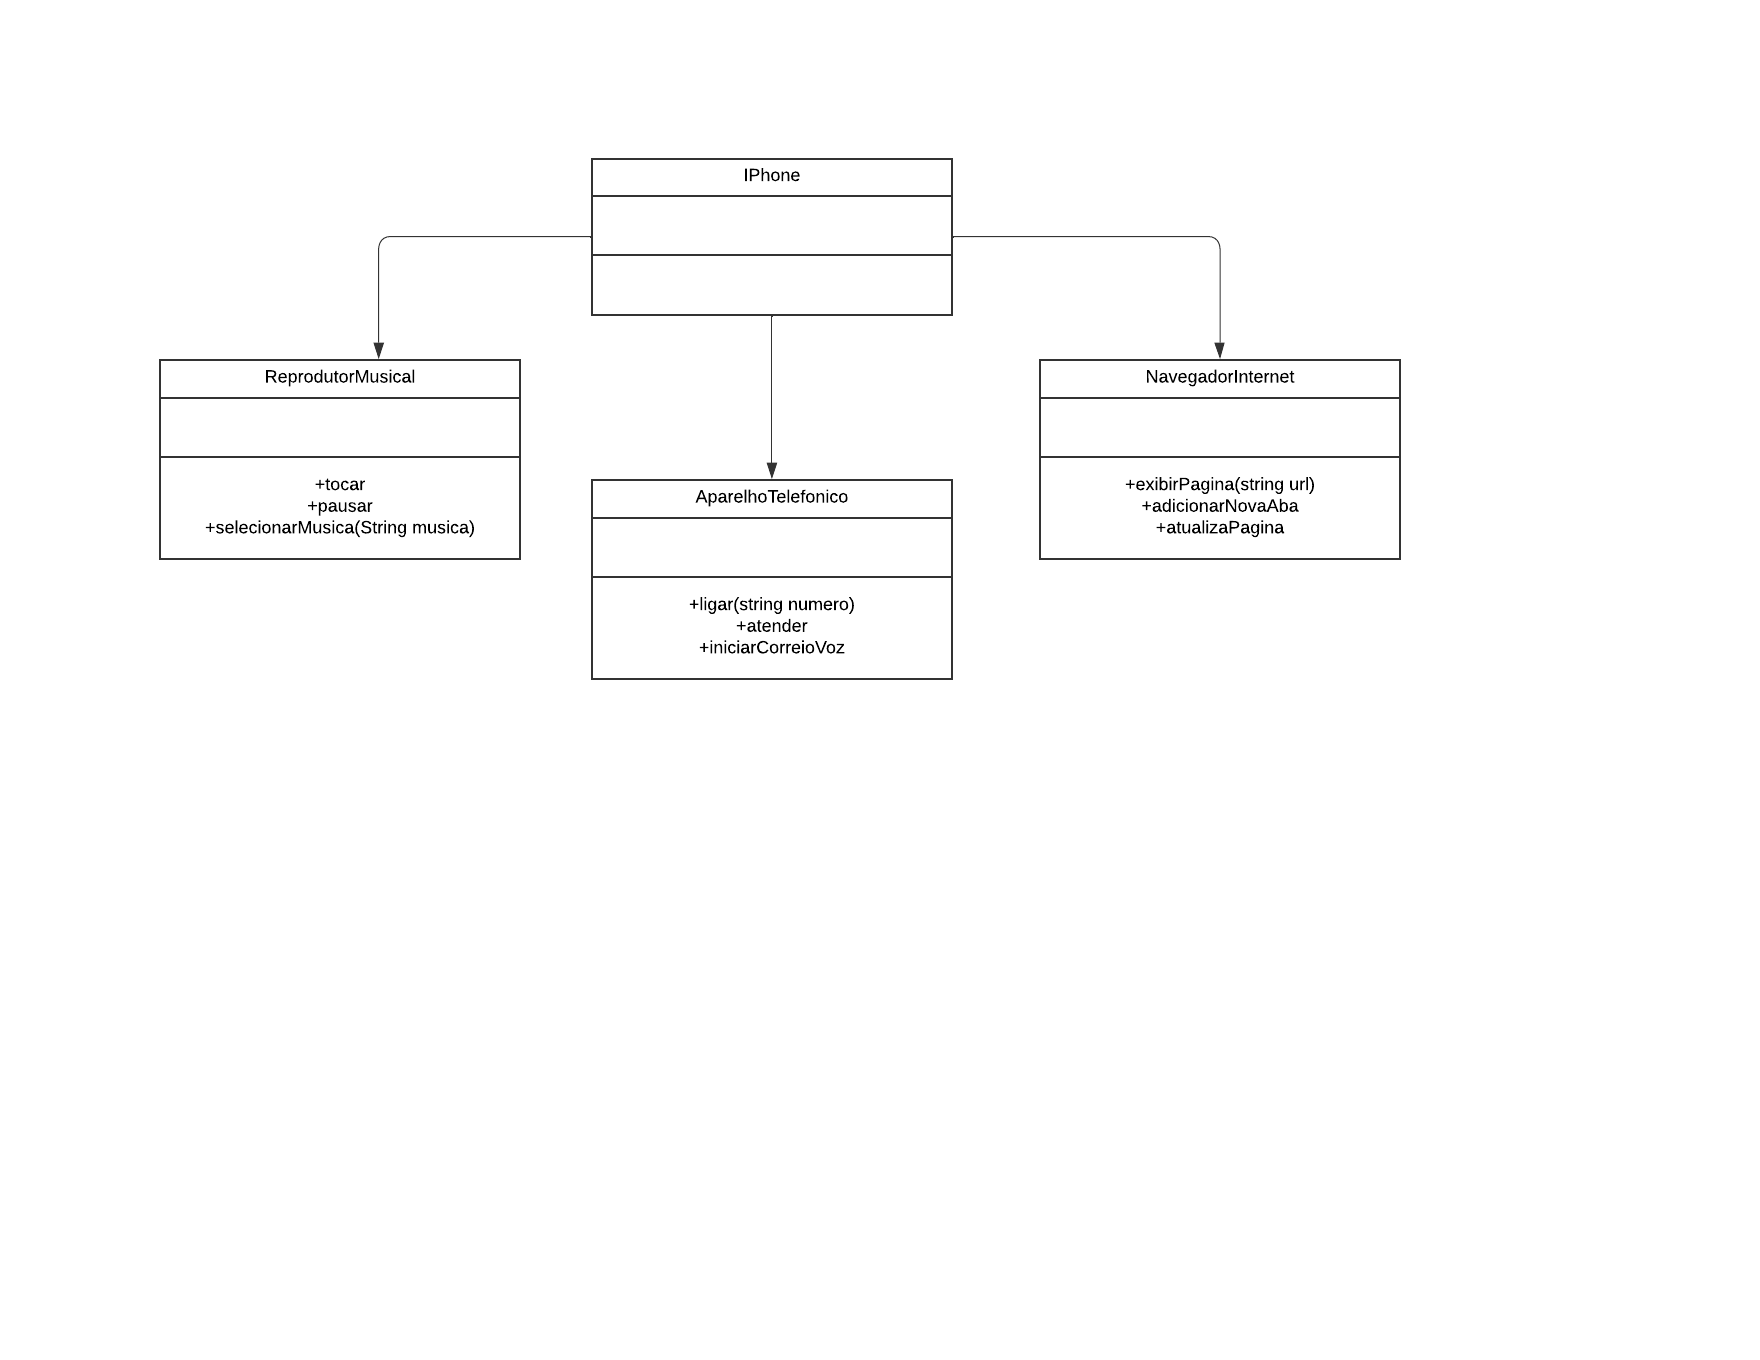 IPhone
ReprodutorMusical
+tocar
+pausar
+selecionarMusica(String musica)
AparelhoTelefonico
+ligar(string numero)
+atender
+iniciarCorreioVoz
NavegadorInternet
+exibirPagina(string url)
+adicionarNovaAba
+atualizaPagina